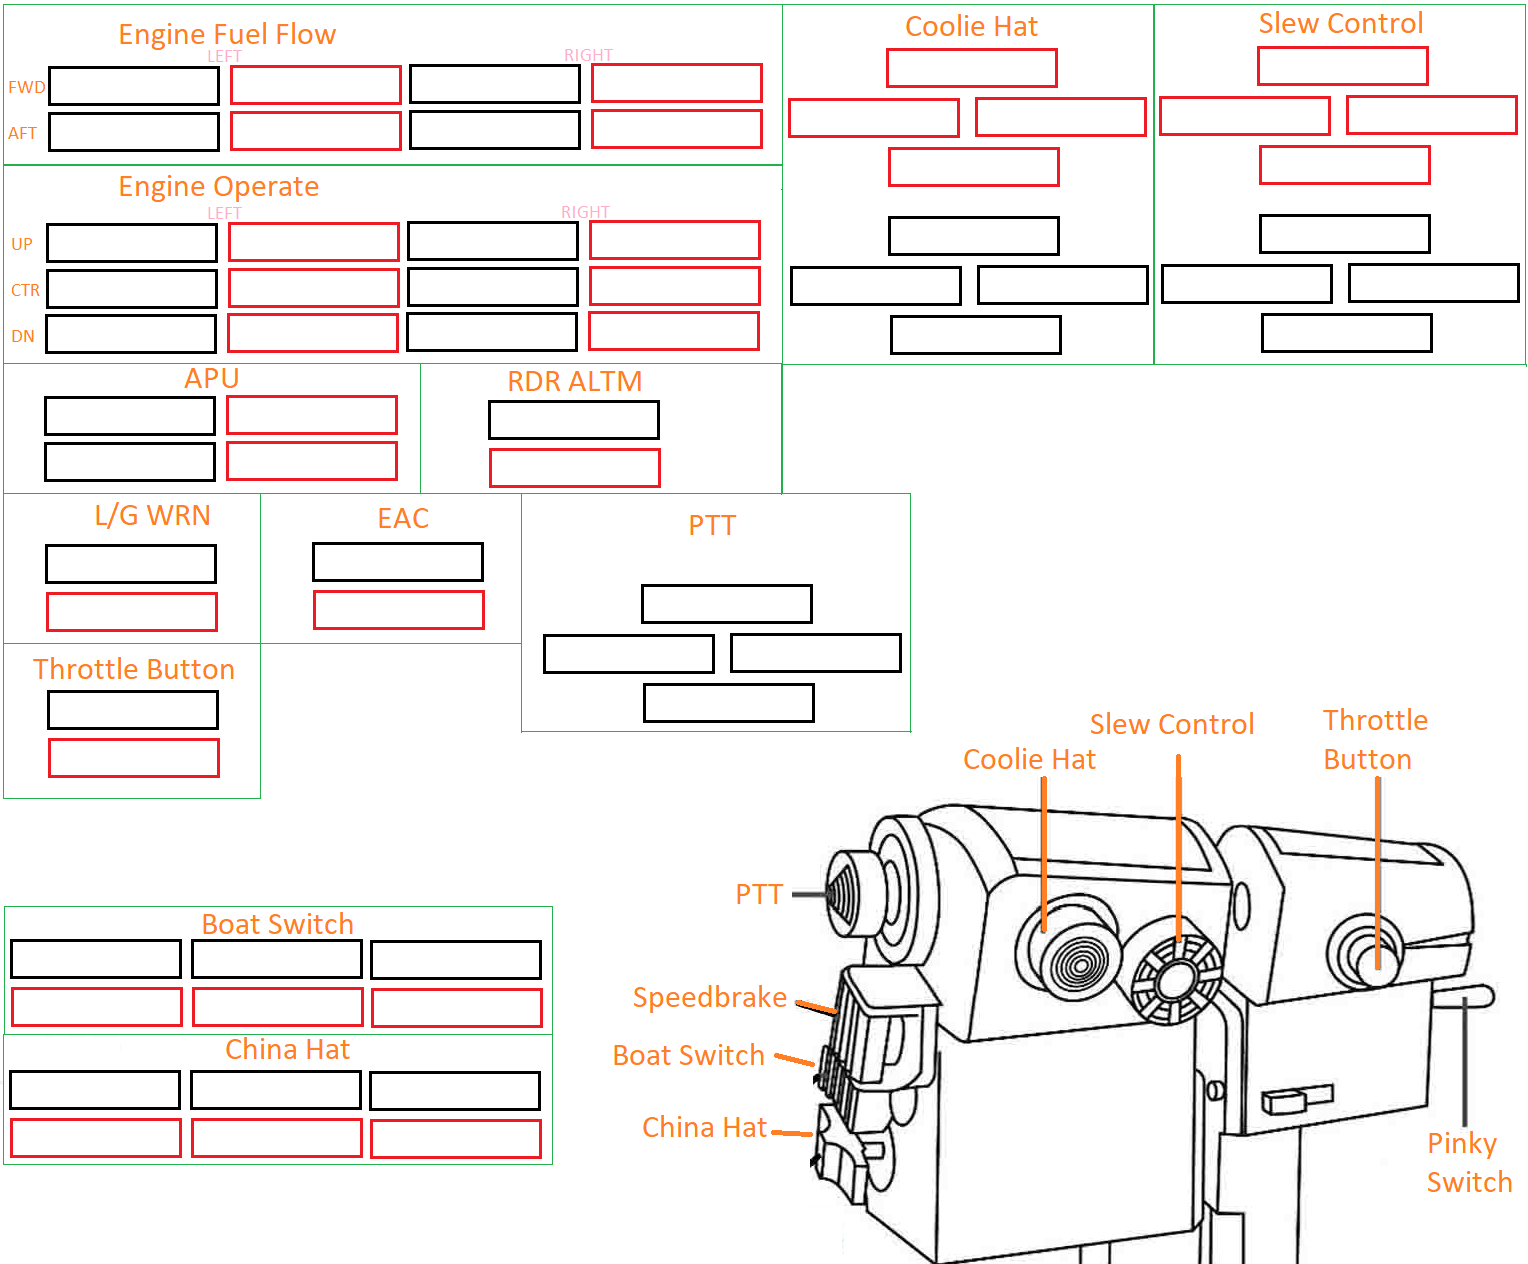 Engine Fuel Flow
LEFT RIGHT
FWD
AFT
Engine Operate
LEFT RIGHT
UP
CTR
DN
Coolie Hat
Slew Control
APU
RDR ALTM
L/G WRN
EAC
PTT
Throttle Button
Boat Switch
China Hat
Slew Control
Throttle
Button
Coolie Hat
PTT
Speedbrake
Boat Switch
China Hat
Pinky
Switch